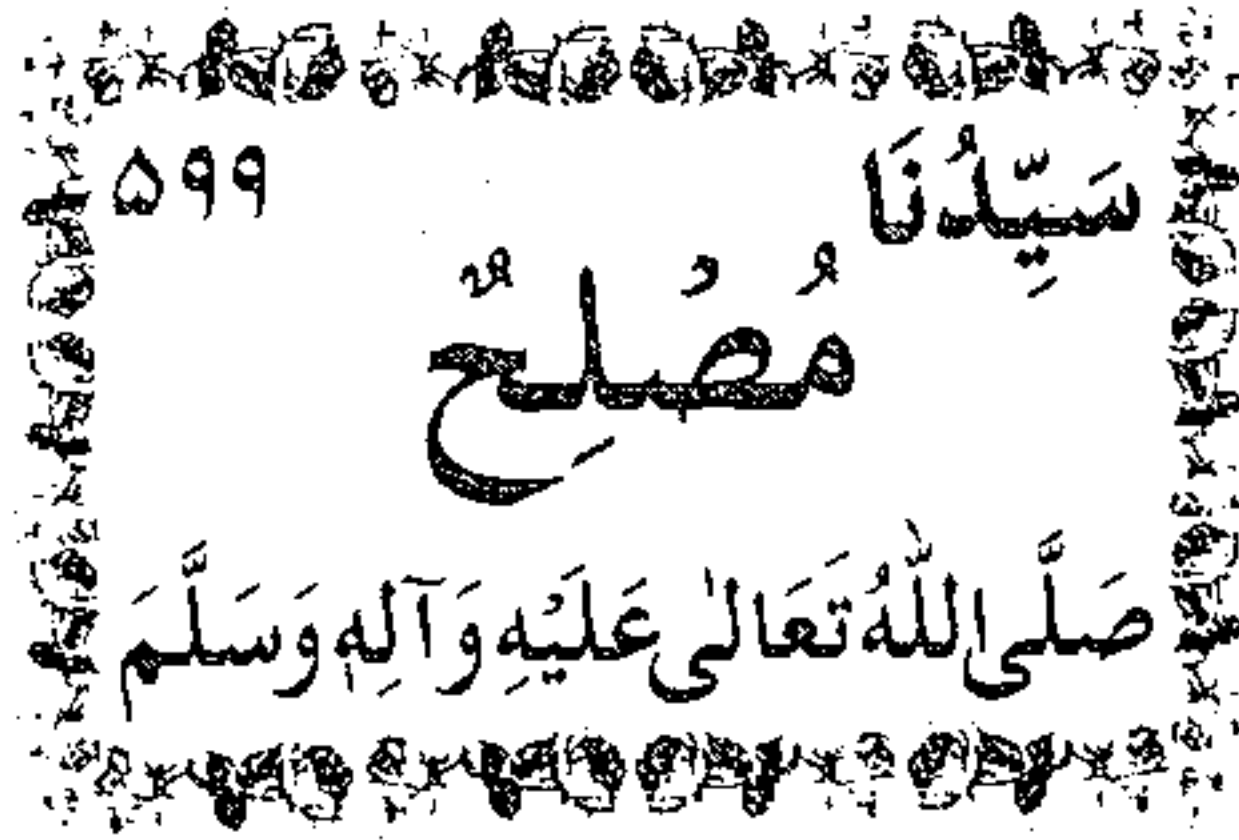 سَيِّدُنَا ۵۹۹
مُصْلِحٌ
صَلَّى اللّٰهُ تَعَالٰى عَلَيْهِ وَآلِهٖ وَسَلَّمَ